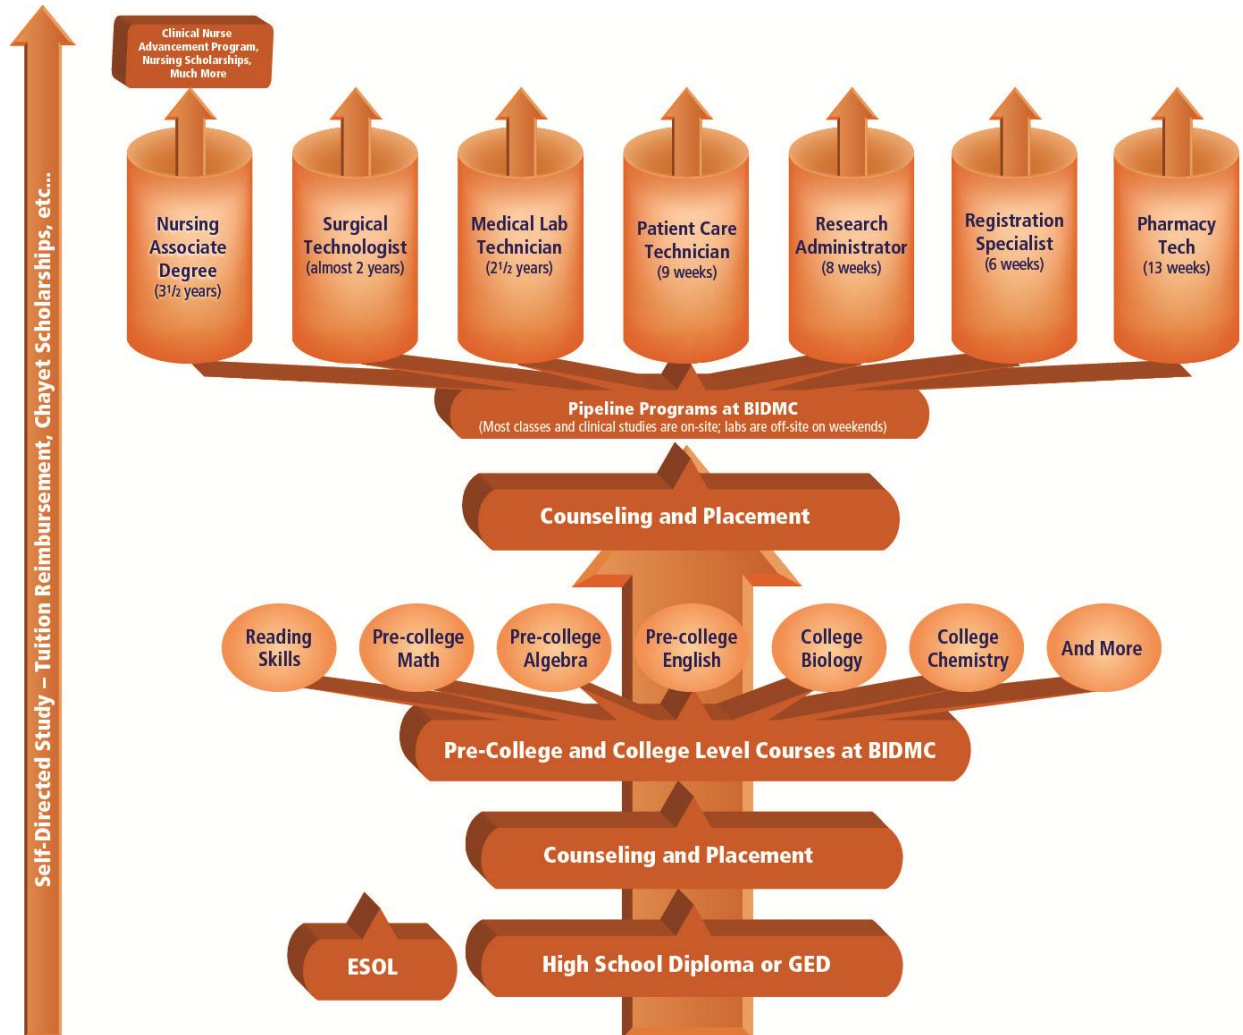 Clinical Nurse
Advancement Program,
Nursing Scholarships,
Much More
Self-Directed Study – Tuition Reimbursement, Chayet Scholarships, etc...
Nursing
Associate
Degree
(3 1/2 years)
Surgical
Technologist
(almost 2 years)
Medical Lab
Technician
(2 1/2 years)
Patient Care
Technician
(9 weeks)
Research
Administrator
(8 weeks)
Registration
Specialist
(6 weeks)
Pharmacy
Tech
(13 weeks)
Pipeline Programs at BIDMC
(Most classes and clinical studies are on-site; labs are off-site on weekends)
Counseling and Placement
Reading
Skills
Pre-college
Math
Pre-college
Algebra
Pre-college
English
College
Biology
College
Chemistry
And More
Pre-College and College Level Courses at BIDMC
Counseling and Placement
ESOL
High School Diploma or GED